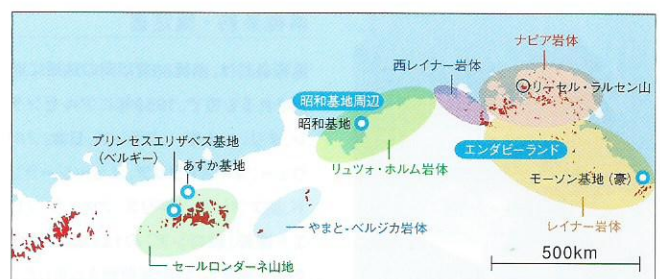 ナピア岩体
西レイナー岩体
リーセル・ラルセン山
昭和基地周辺
昭和基地
プリンセスエリザベス基地
(ベルギー)
あすか基地
エンダビーランド
リュツォ・ホルム岩体
モーソン基地(豪)
やまと-ベルジカ岩体
レイナー岩体
セールロンダーネ山地
500km